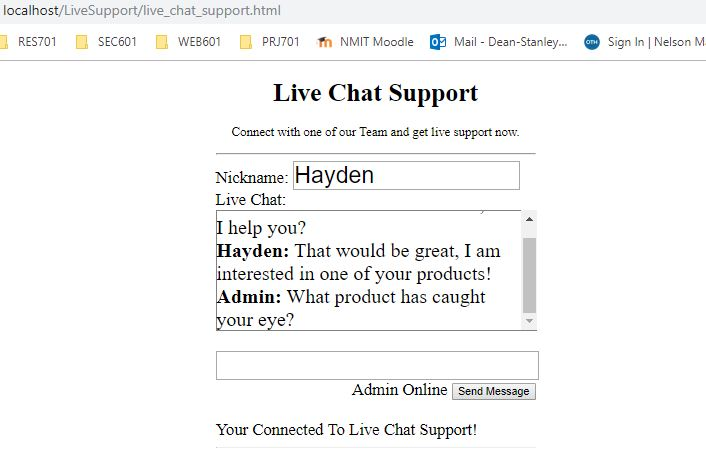 localhost/LiveSupport/live_chat_support.html
RES701 SEC601 WEB601 PRJ701 NMIT Moodle Mail - Dean-Stanley... OTH Sign In | Nelson M
Live Chat Support
Connect with one of our Team and get live support now.
Nickname: Hayden
Live Chat:
I help you?
Hayden: That would be great, I am
interested in one of your products!
Admin: What product has caught
your eye?
Admin Online Send Message
Your Connected To Live Chat Support!